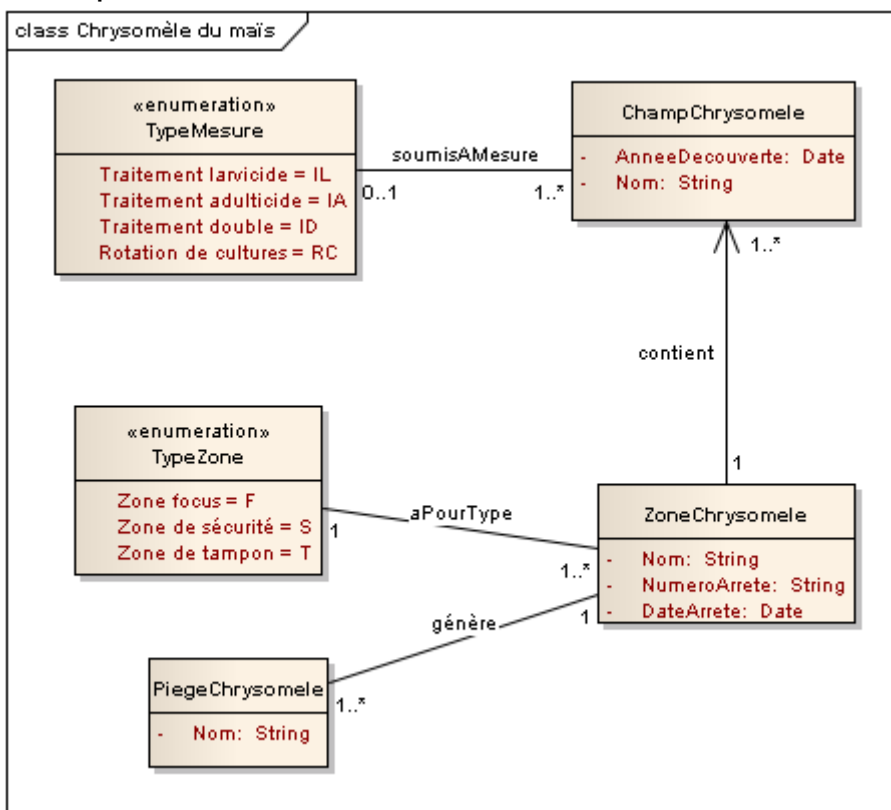 class Chrysomèle du maïs
«enumeration»
TypeMesure
Traitement larvicide = IL
Traitement adulticide = IA
Traitement double = ID
Rotation de cultures = RC
soumisAMesure
0..1
1..*
ChampChrysomele
- AnneeDecouverte: Date
- Nom: String
1..*
contient
1
«enumeration»
TypeZone
Zone focus = F
Zone de sécurité = S
Zone de tampon = T
1
aPourType
1..*
ZoneChrysomele
- Nom: String
- NumeroArrete: String
- DateArrete: Date
1
génère
1..*
PiegeChrysomele
- Nom: String